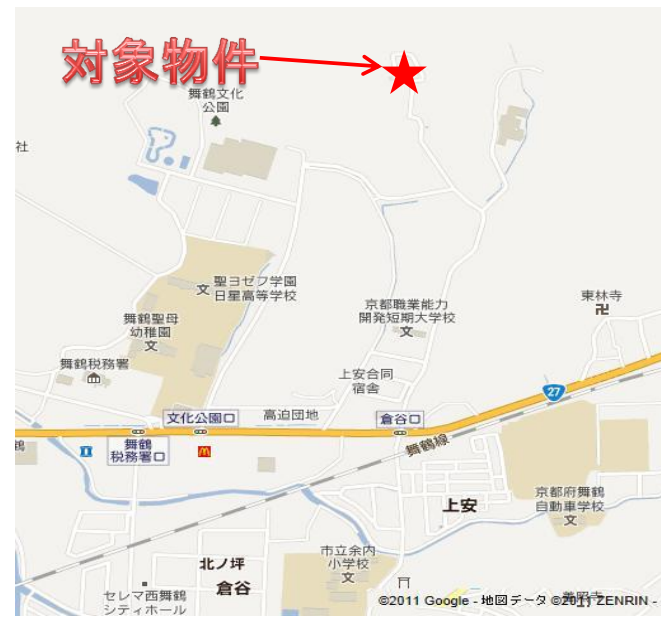 対象物件
舞鶴文化
公園
社
聖ヨゼフ学園
日星高等学校
文
東林寺
京都職業能力
開発短期大学校
文
舞鶴聖母
幼稚園
文
舞鶴税務署
上安合同
宿舎
27
文化公園口
高迫団地
倉谷口
鶴
舞鶴
税務署口
舞鶴線
上安
京都府舞鶴
自動車学校
文
市立余内
小学校
文
北ノ坪
倉谷
セレマ西舞鶴
シティホール
©2011 Google - 地図データ ©2011 ZENRIN -